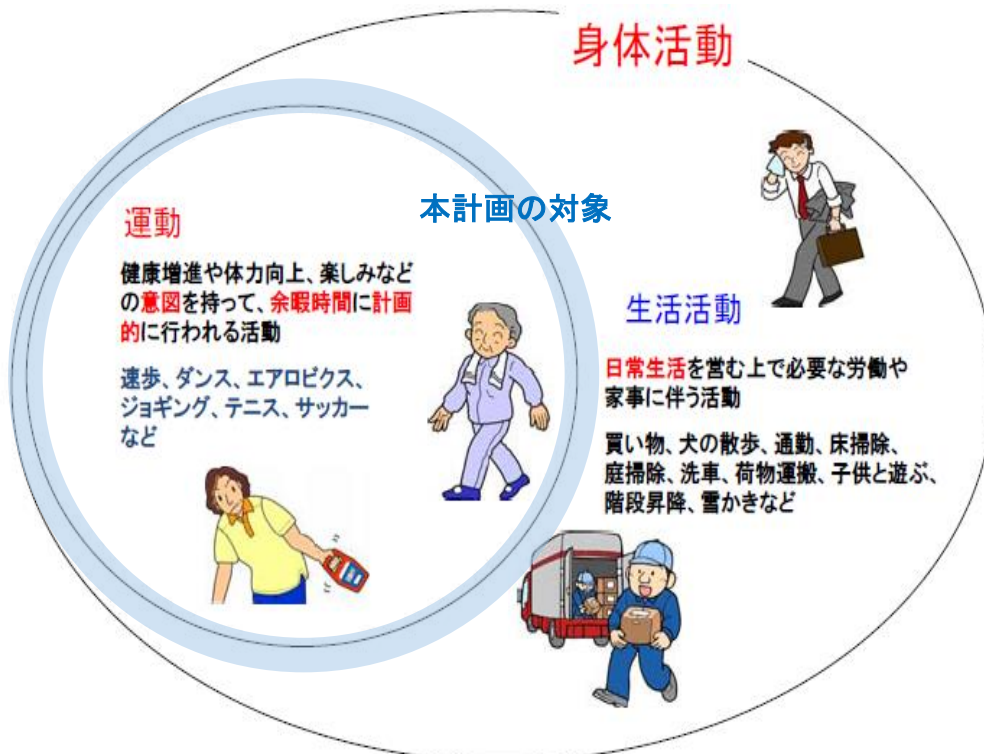 身体活動
本計画の対象
運動
健康増進や体力向上、楽しみなど
の意図を持って、余暇時間に計画
的に行われる活動
速歩、ダンス、エアロビクス、
ジョギング、テニス、サッカー
など
生活活動
日常生活を営む上で必要な労働や
家事に伴う活動
買い物、犬の散歩、通勤、床掃除、
庭掃除、洗車、荷物運搬、子供と遊ぶ、
階段昇降、雪かきなど